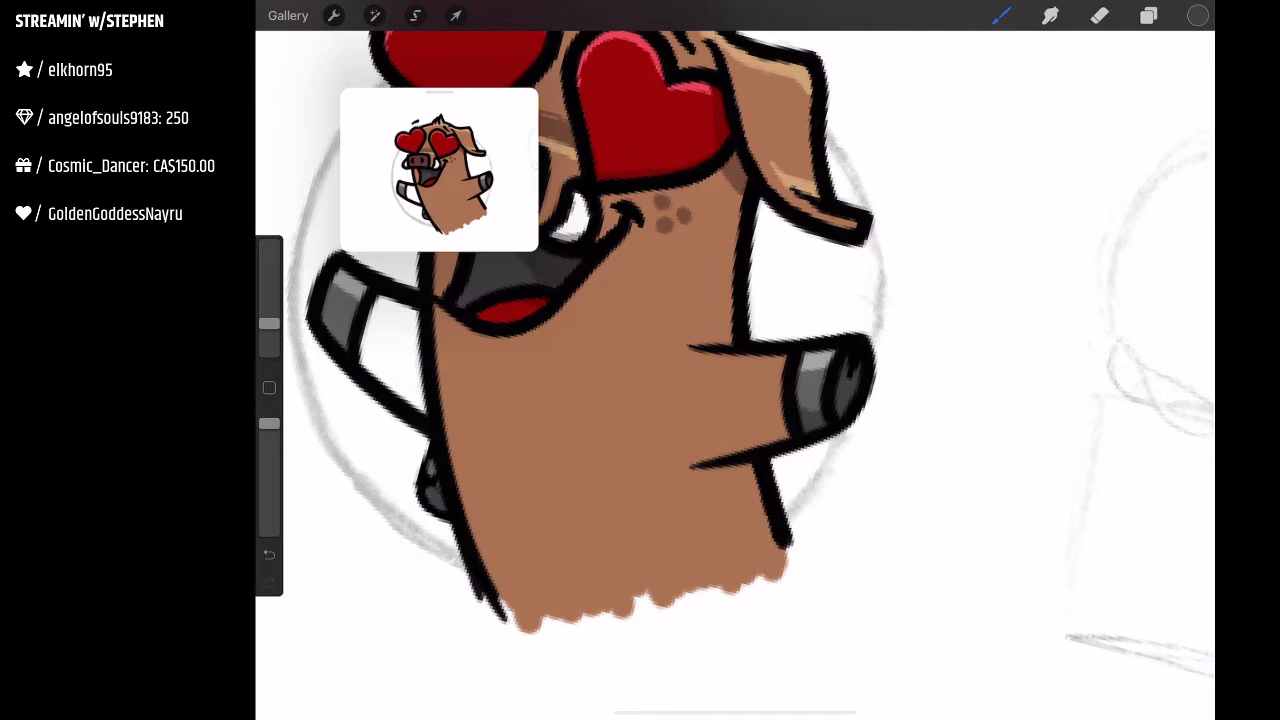 STREAMIN' w/STEPHEN
Gallery
/ elkhorn95
/ angelofsouls9183: 250
/ Cosmic_Dancer: CA$150.00
/ GoldenGoddessNayru